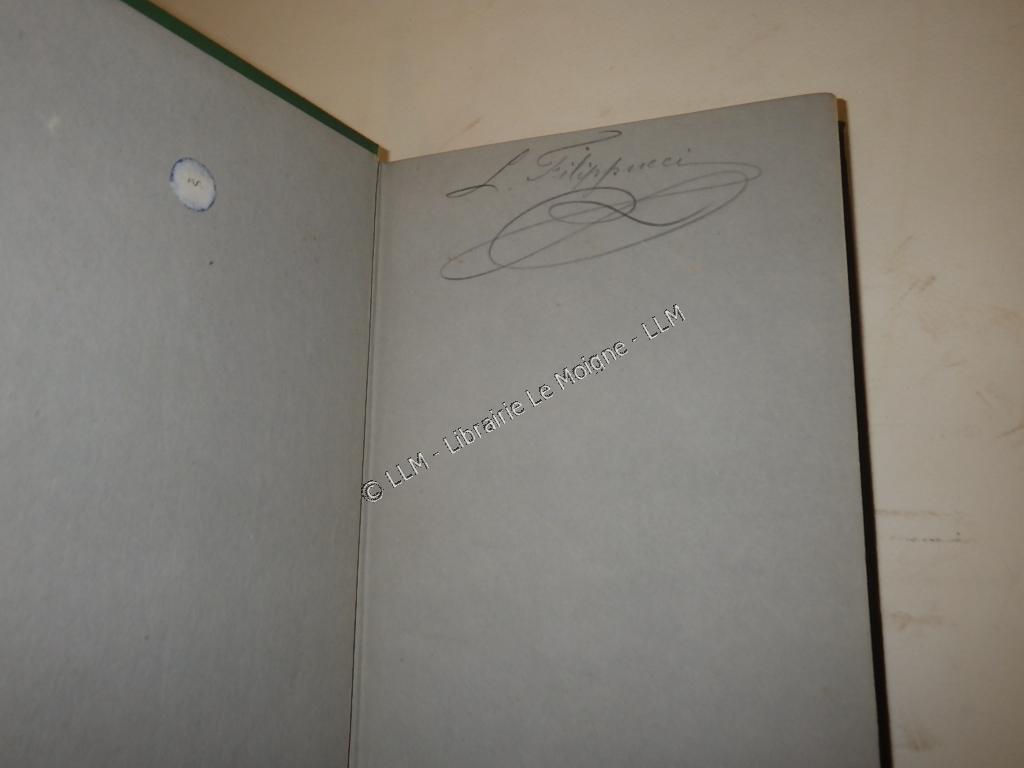 L. Filippucci
© LLM - Librairie Le Moigne - LLM